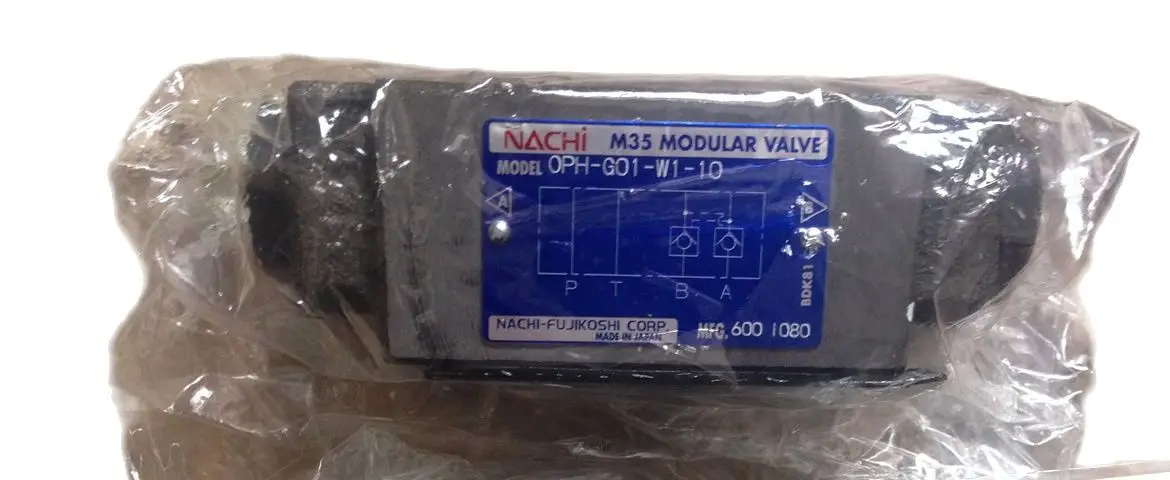 NACHi M35 MODULAR VALVE
MODEL OPH-G01-W1-10
A
P T B A
NACHI-FUJIKOSHI CORP.
MADE IN JAPAN
MFG. 600 1080
BDK81